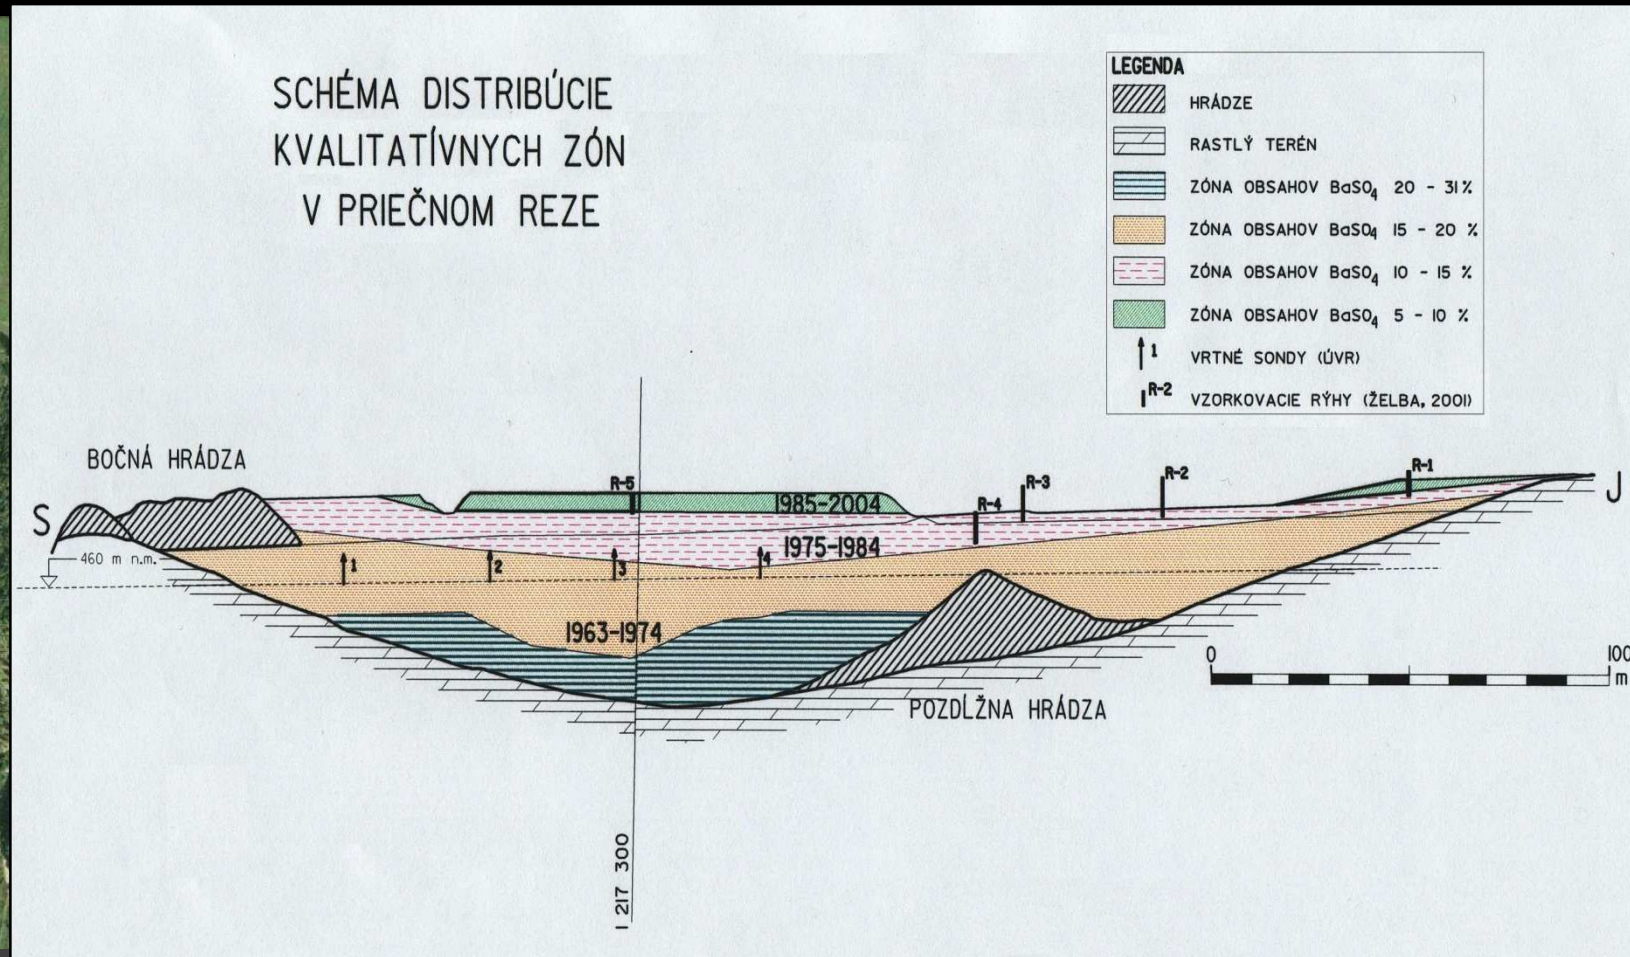 SCHÉMA DISTRIBÚCIE
KVALITATÍVNYCH ZÓN
V PRIEČNOM REZE
LEGENDA
HRÁDZE
RASTLÝ TERÉN
ZÓNA OBSAHOV BaSO₄ 20 - 31 %
ZÓNA OBSAHOV BaSO₄ 15 - 20 %
ZÓNA OBSAHOV BaSO₄ 10 - 15 %
ZÓNA OBSAHOV BaSO₄ 5 - 10 %
1 VRTNÉ SONDY (ÚVR)
R-2 VZORKOVACIE RÝHY (ŽELBA, 2001)
BOČNÁ HRÁDZA
S
J
R-5
R-4
R-3
R-2
R-1
1985-2004
1975-1984
460 m n.m.
1
2
3
4
1963-1974
0
100
m
POZDĹŽNA HRÁDZA
1 217 300